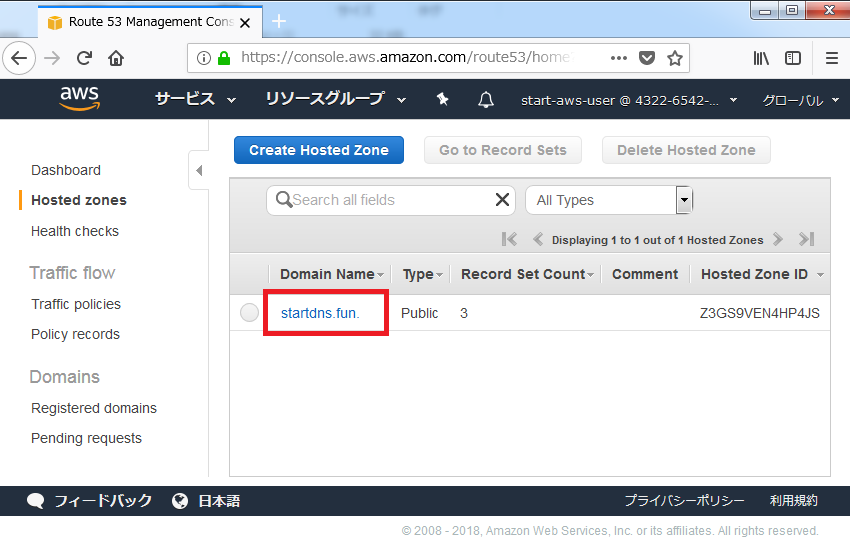 Route 53 Management Cons
https://console.aws.amazon.com/route53/home
aws サービス リソースグループ start-aws-user @ 4322-6542-... グローバル
Dashboard
Hosted zones
Health checks
Traffic flow
Traffic policies
Policy records
Domains
Registered domains
Pending requests
Create Hosted Zone Go to Record Sets Delete Hosted Zone
Search all fields All Types
Displaying 1 to 1 out of 1 Hosted Zones
Domain Name Type Record Set Count Comment Hosted Zone ID
startdns.fun. Public 3 Z3GS9VEN4HP4JS
フィードバック 日本語 プライバシーポリシー 利用規約
© 2008 - 2018, Amazon Web Services, Inc. or its affiliates. All rights reserved.